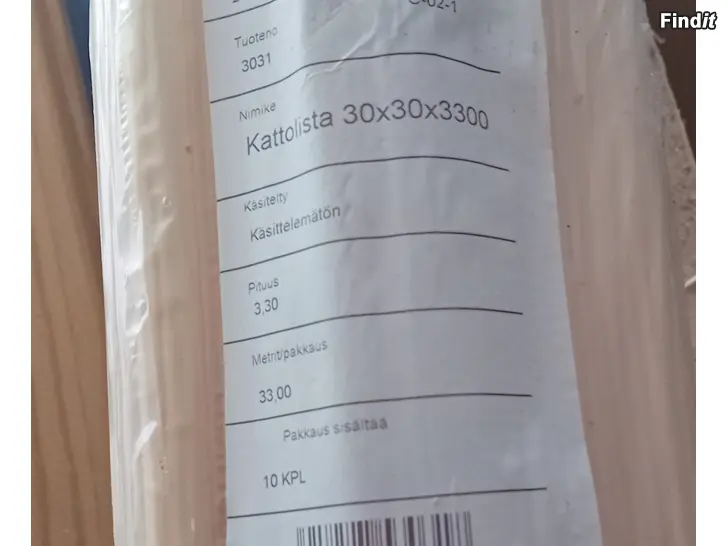 Findit
Tuoteno
3031
Nimike
Kattolista 30x30x3300
Käsitelty
Käsittelemätön
Pituus
3,30
Metrit/pakkaus
33,00
Pakkaus sisältää
10 KPL